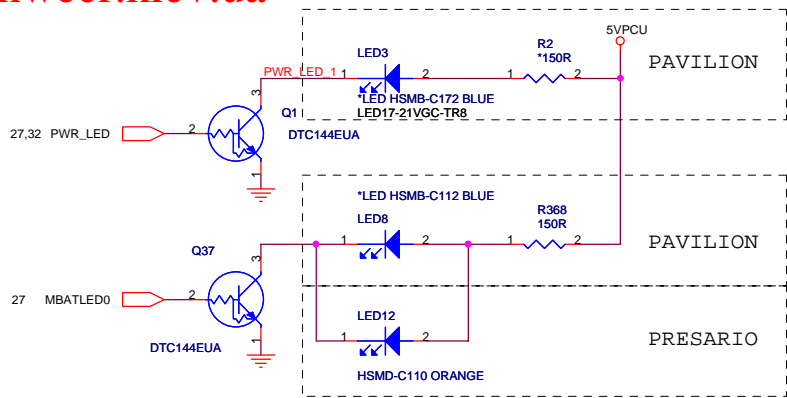 5VPCU
LED3
R2
*150R
PAVILION
PWR_LED_1
1
2
1
2
3
*LED HSMB-C172 BLUE
LED17-21VGC-TR8
Q1
27,32 PWR_LED
2
DTC144EUA
1
*LED HSMB-C112 BLUE
LED8
R368
150R
PAVILION
1
2
1
2
Q37
3
27 MBATLED0
2
LED12
PRESARIO
1
2
1
DTC144EUA
HSMD-C110 ORANGE